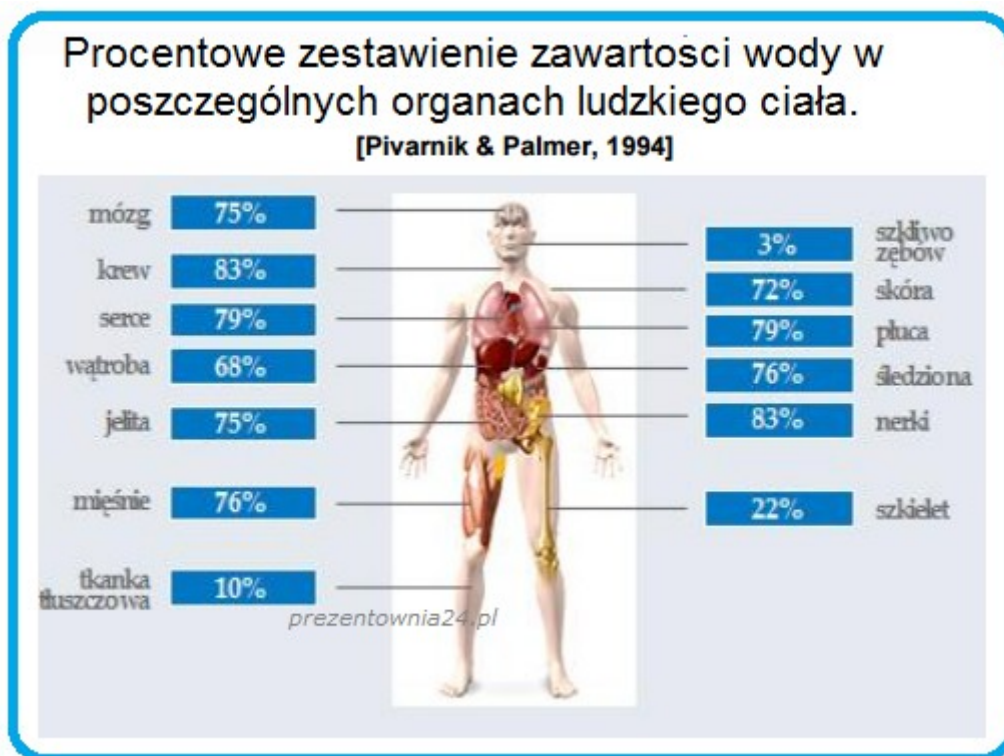 Procentowe zestawienie zawartości wody w
poszczególnych organach ludzkiego ciała.
[Pivarnik & Palmer, 1994]
mózg 75%
krew 83%
serce 79%
wątroba 68%
jelita 75%
mięśnie 76%
tkanka
tłuszczowa 10%
3% szkliwo
zębów
72% skóra
79% płuca
76% śledziona
83% nerki
22% szkielet
prezentownia24.pl